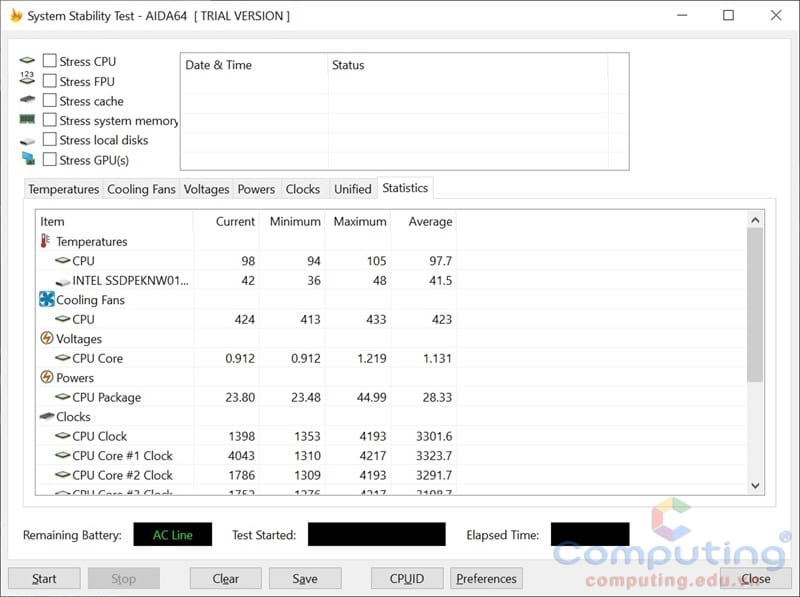 System Stability Test - AIDA64 [ TRIAL VERSION ]
Stress CPU
123
Stress FPU
Stress cache
Stress system memory
Stress local disks
Stress GPU(s)
Date & Time Status
Temperatures Cooling Fans Voltages Powers Clocks Unified Statistics
Item Current Minimum Maximum Average
Temperatures
CPU 98 94 105 97.7
INTEL SSDPEKNW01... 42 36 48 41.5
Cooling Fans
CPU 424 413 433 423
Voltages
CPU Core 0.912 0.912 1.219 1.131
Powers
CPU Package 23.80 23.48 44.99 28.33
Clocks
CPU Clock 1398 1353 4193 3301.6
CPU Core #1 Clock 4043 1310 4217 3323.7
CPU Core #2 Clock 1786 1309 4193 3291.7
Remaining Battery: AC Line Test Started: Elapsed Time:
Computing®
computing.edu.vn
Start Stop Clear Save CPUID Preferences Close